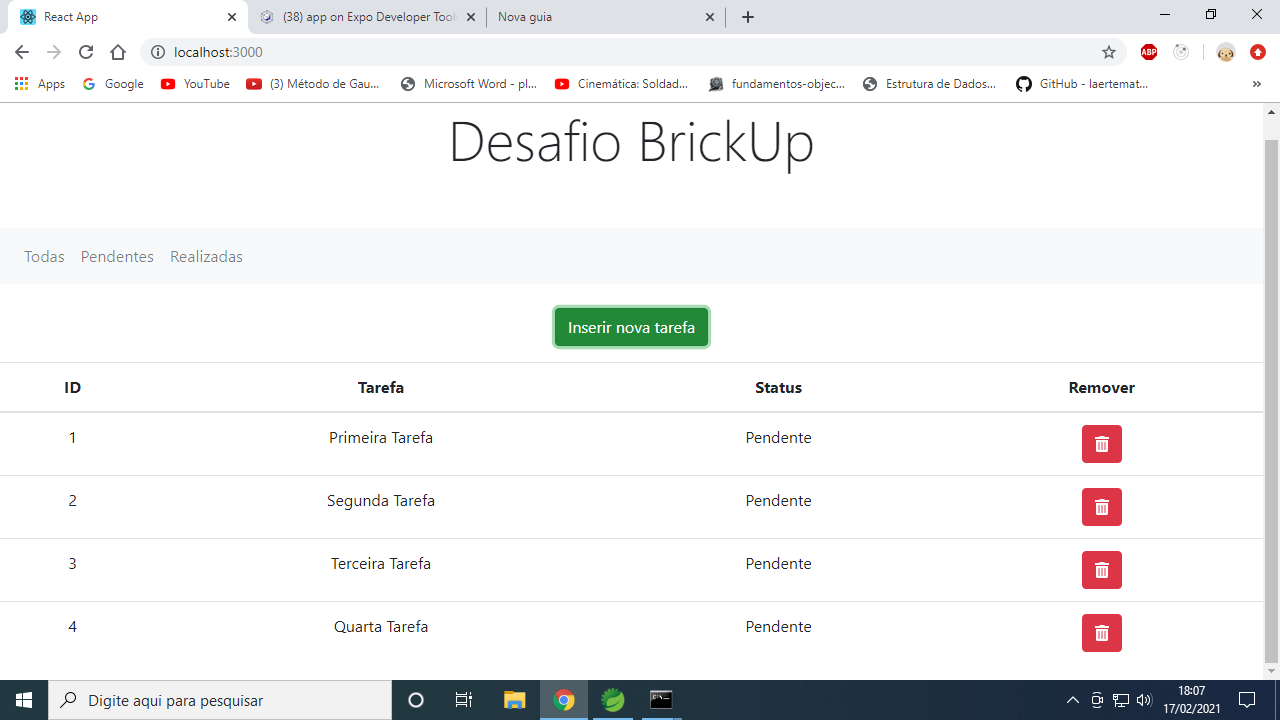 React App
(38) app on Expo Developer Tools
Nova guia
localhost:3000
ABP
Apps
Google
YouTube
(3) Método de Gau...
Microsoft Word - pl...
Cinemática: Soldad...
fundamentos-objec...
Estrutura de Dados...
GitHub - laertemat...
»
Desafio BrickUp
Todas Pendentes Realizadas
Inserir nova tarefa
ID Tarefa Status Remover
1 Primeira Tarefa Pendente
2 Segunda Tarefa Pendente
3 Terceira Tarefa Pendente
4 Quarta Tarefa Pendente
Digite aqui para pesquisar
18:07
17/02/2021